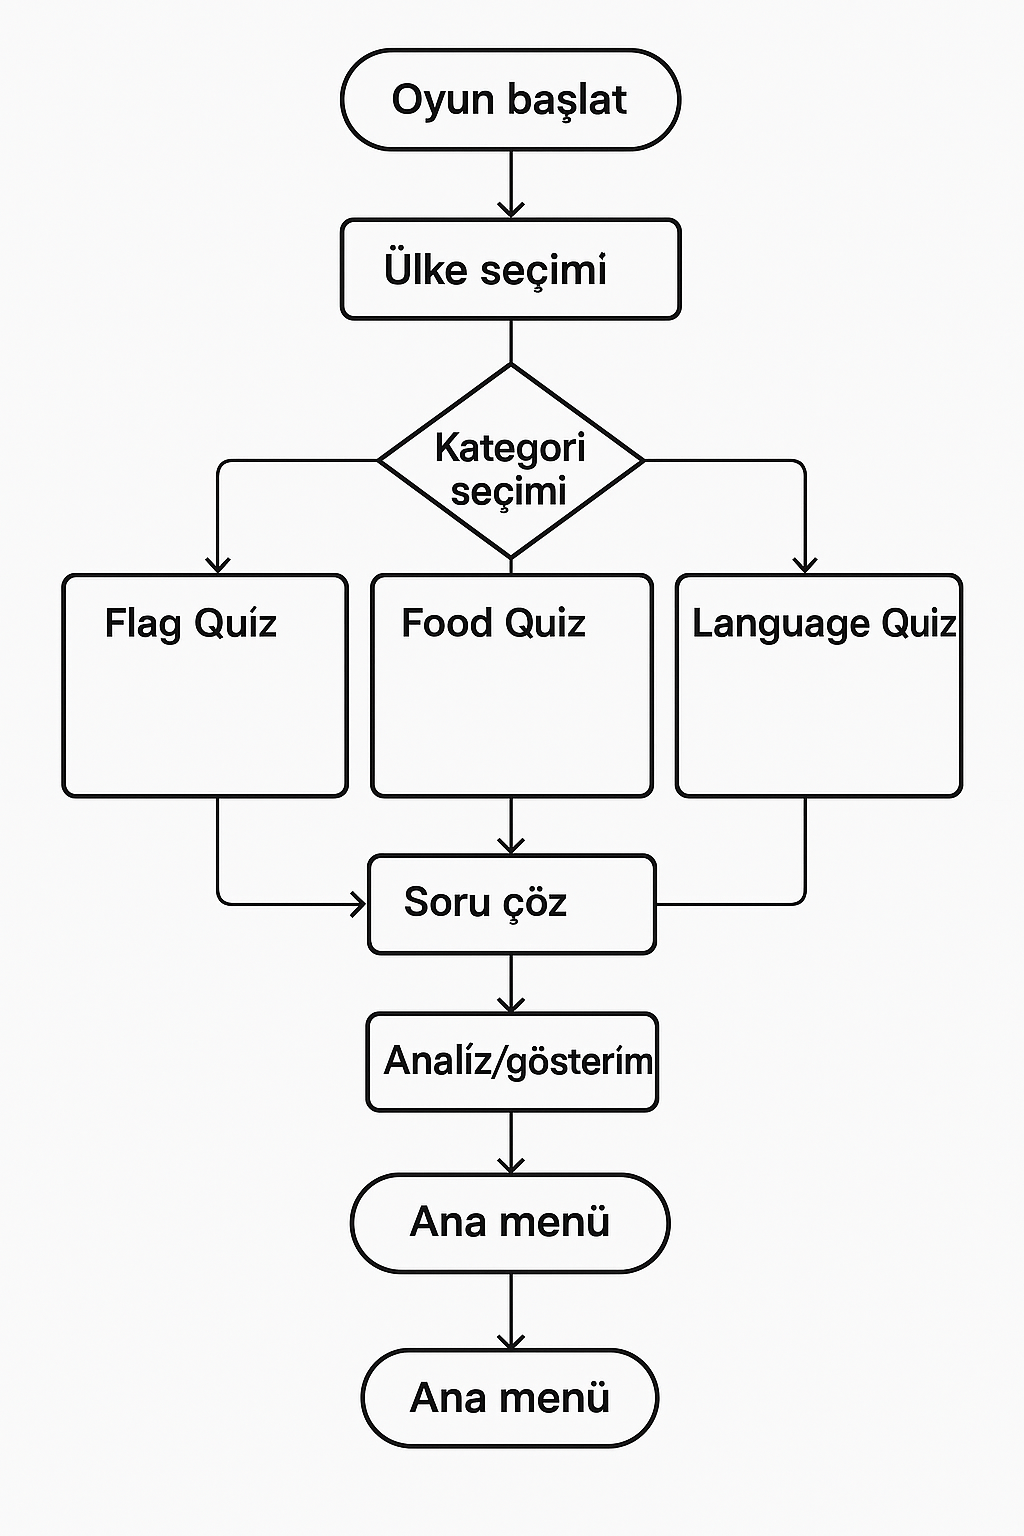 Oyun başlat
Ülke seçimi
Kategori
seçimi
Flag Quíz
Food Quiz
Language Quiz
Soru çöz
Analíz/gösterím
Ana menü
Ana menü